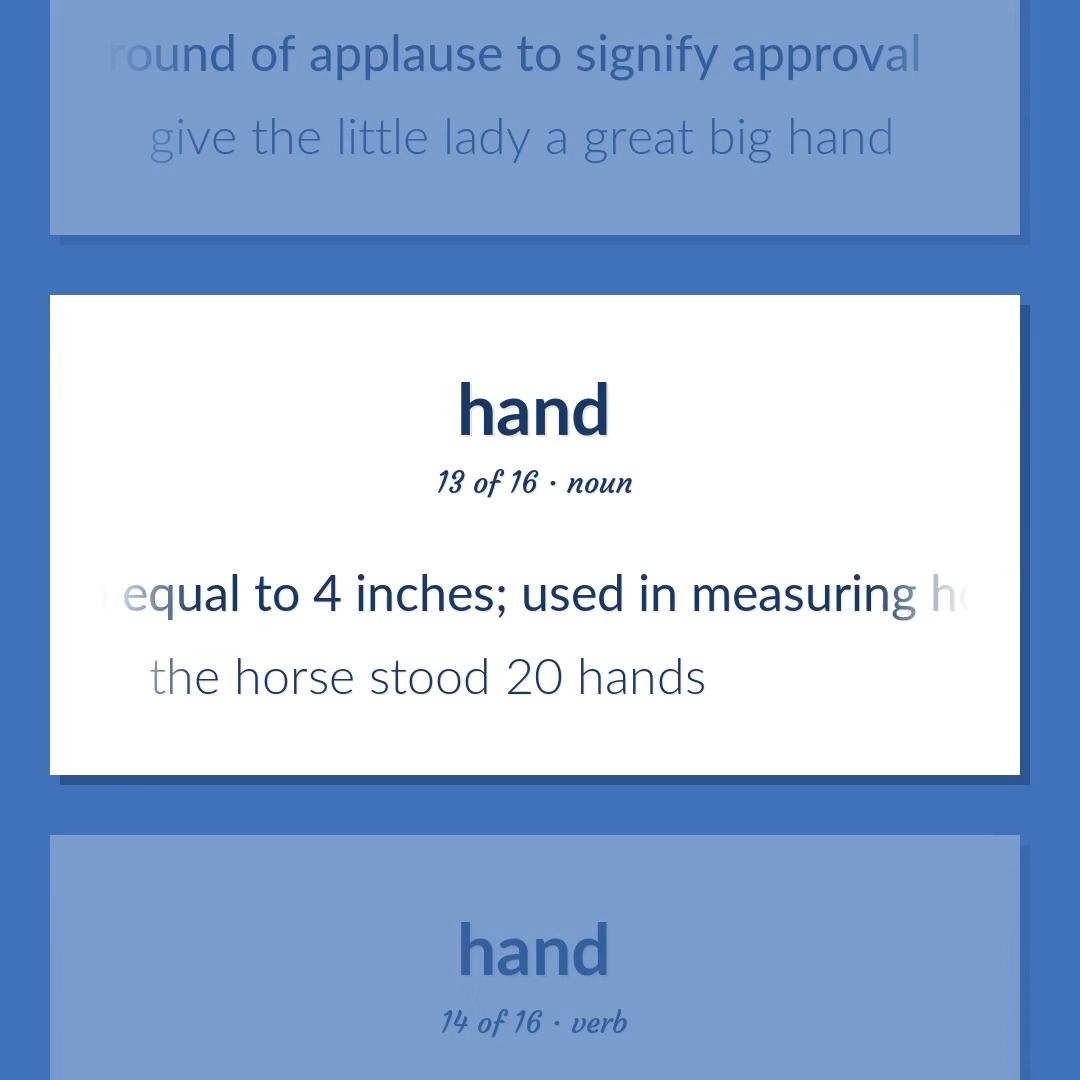 round of applause to signify approval
give the little lady a great big hand
hand
13 of 16 · noun
equal to 4 inches; used in measuring
the horse stood 20 hands
hand
14 of 16 · verb